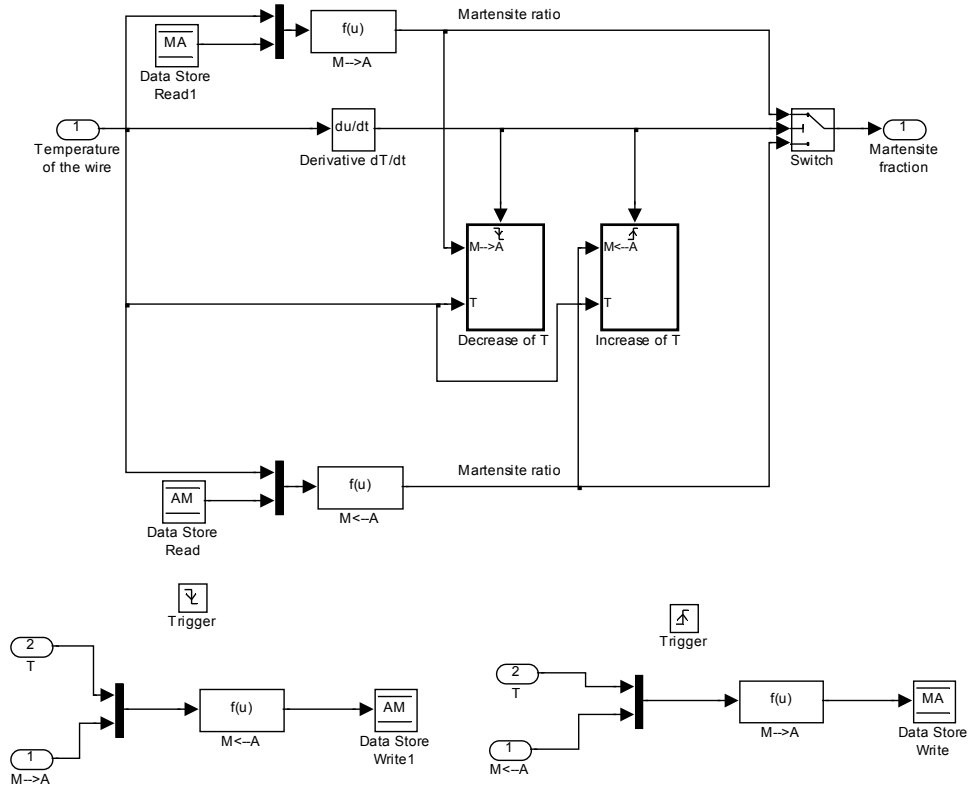 Martensite ratio
MA
f(u)
M-->A
Data Store
Read1
1
Temperature
of the wire
du/dt
Derivative dT/dt
Switch
1
Martensite
fraction
M-->A
T
Decrease of T
M<--A
T
Increase of T
Martensite ratio
AM
f(u)
M<--A
Data Store
Read
Trigger
2
T
1
M-->A
f(u)
M<--A
AM
Data Store
Write1
Trigger
2
T
1
M<--A
f(u)
M-->A
MA
Data Store
Write